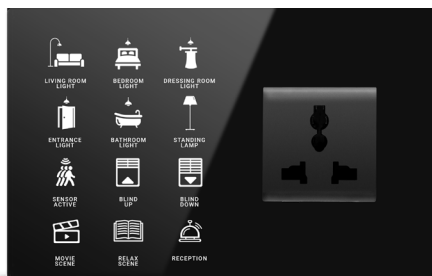 LIVING ROOM
LIGHT
BEDROOM
LIGHT
DRESSING ROOM
LIGHT
ENTRANCE
LIGHT
BATHROOM
LIGHT
STANDING
LAMP
SENSOR
ACTIVE
BLIND
UP
BLIND
DOWN
MOVIE
SCENE
RELAX
SCENE
RECEPTION